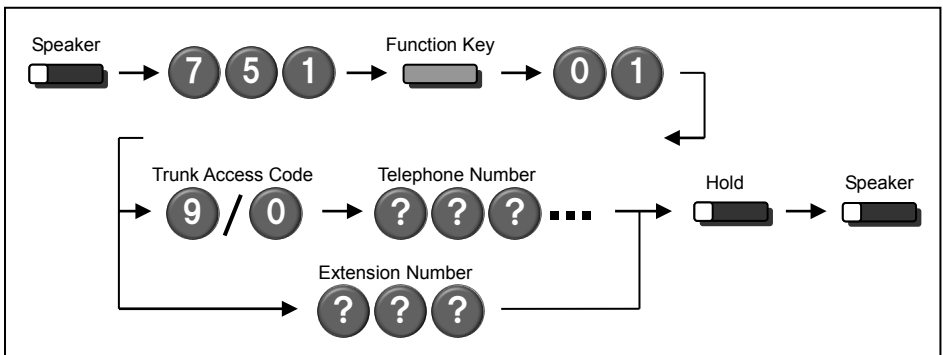 Speaker
Function Key
7 5 1
0 1
Trunk Access Code
Telephone Number
Hold
Speaker
9 / 0
? ? ? ...
Extension Number
? ? ?